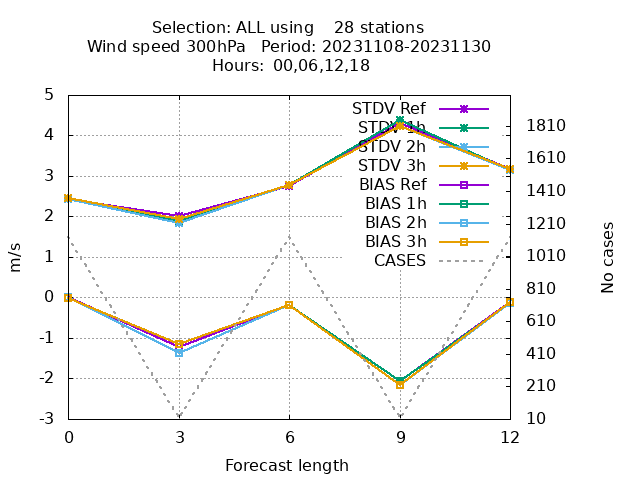 Selection: ALL using    28 stations
Wind speed 300hPa   Period: 20231108-20231130
Hours:  00,06,12,18
5
4
3
2
1
0
-1
-2
-3
m/s
STDV Ref
STDV 1h
STDV 2h
STDV 3h
BIAS Ref
BIAS 1h
BIAS 2h
BIAS 3h
CASES
1810
1610
1410
1210
1010
810
610
410
210
10
No cases
0
3
6
9
12
Forecast length